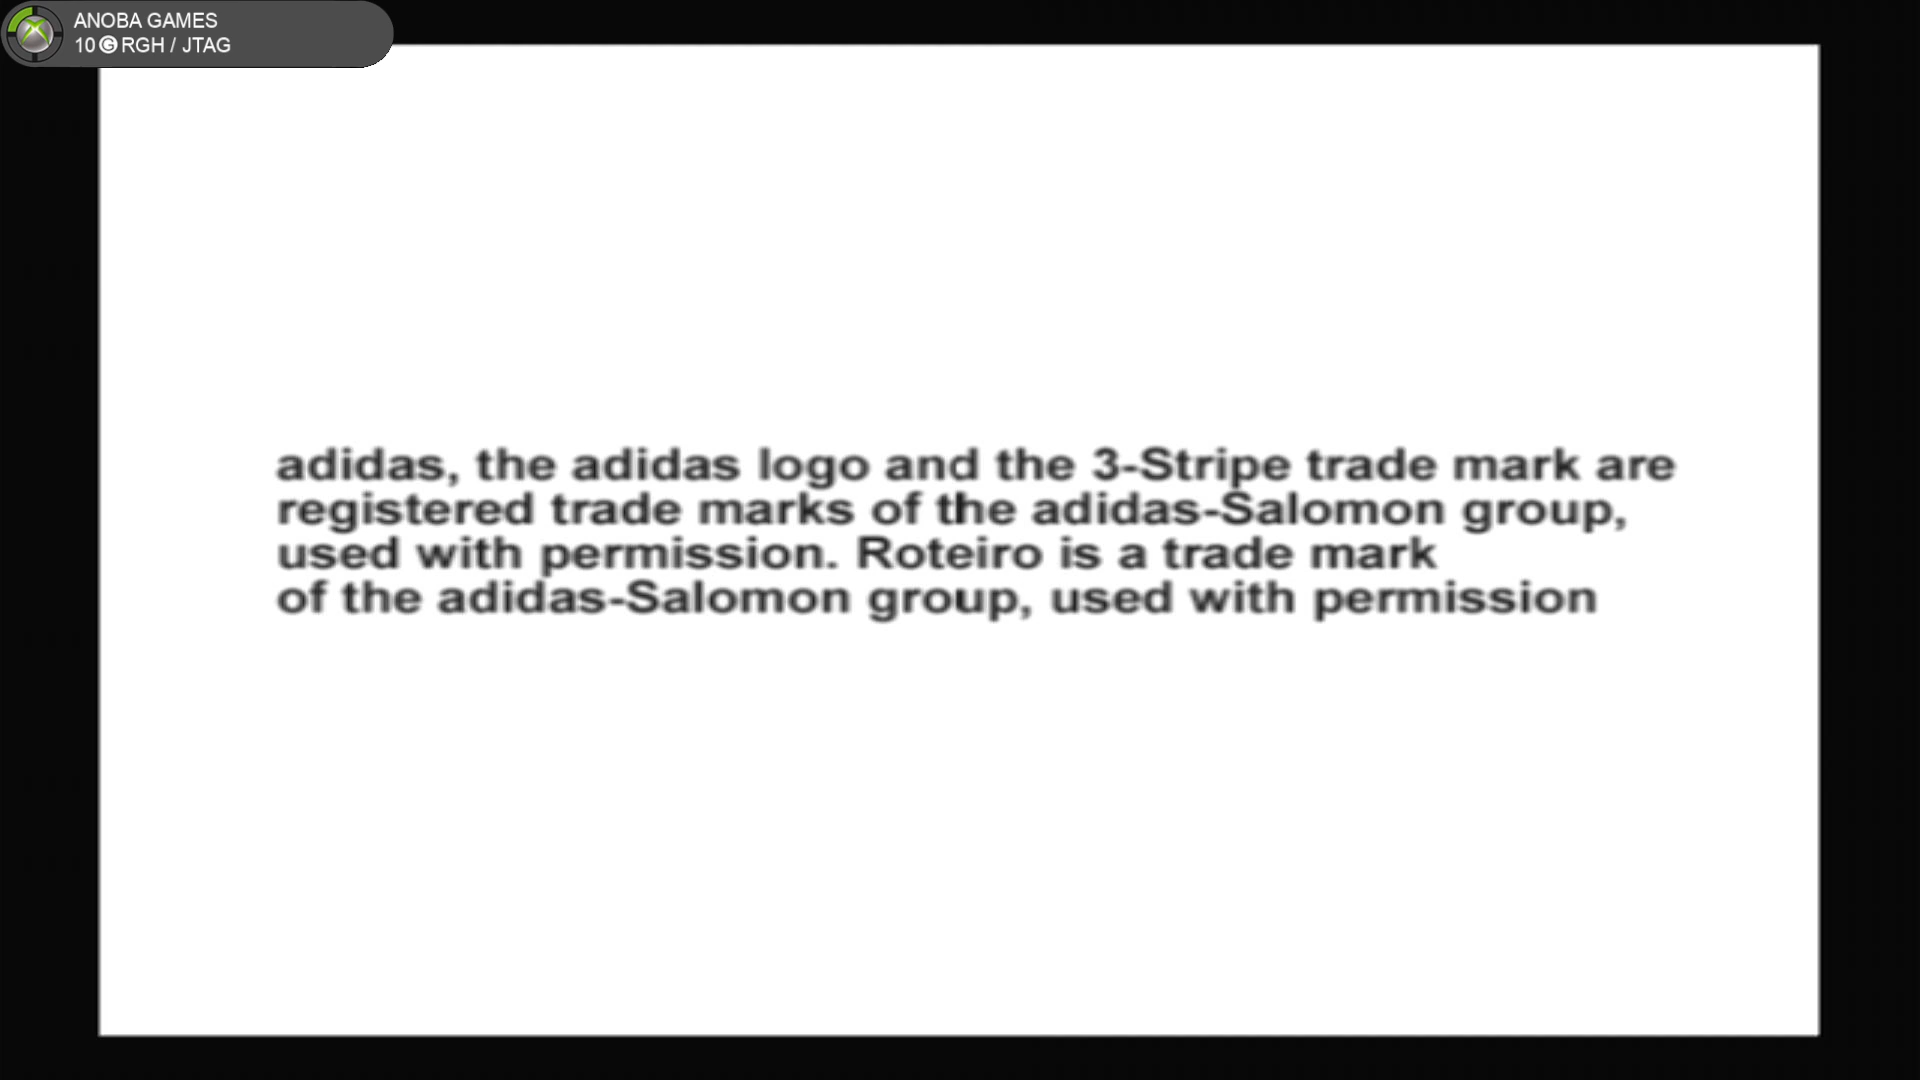 ANOBA GAMES
10 G RGH / JTAG
adidas, the adidas logo and the 3-Stripe trade mark are
registered trade marks of the adidas-Salomon group,
used with permission. Roteiro is a trade mark
of the adidas-Salomon group, used with permission